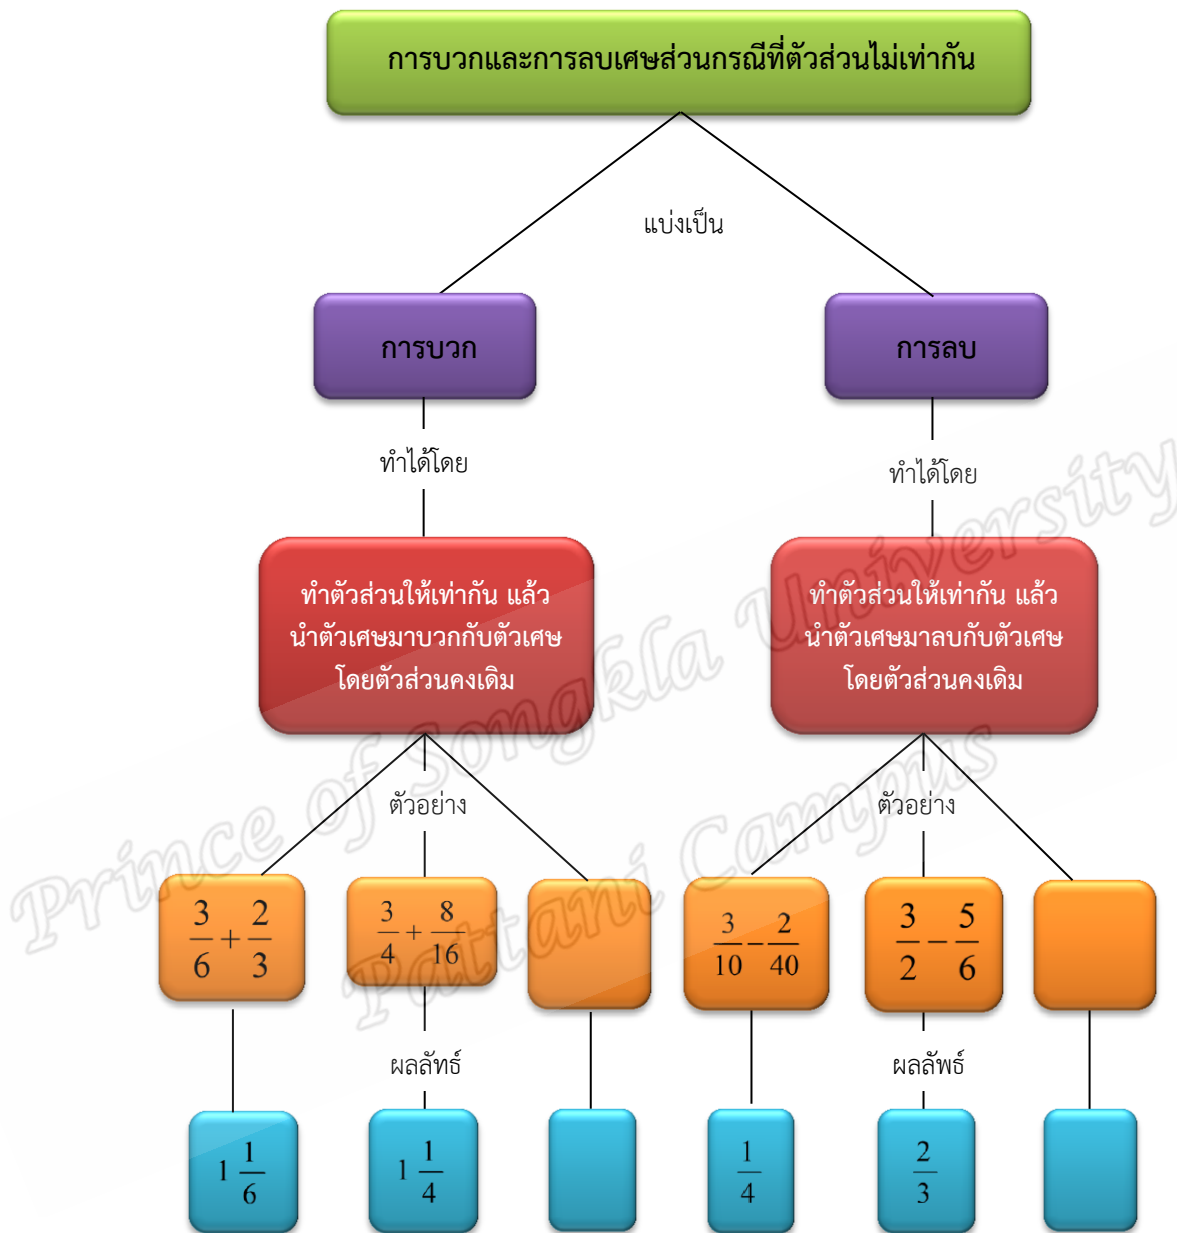 การบวกและการลบเศษส่วนกรณีที่ตัวส่วนไม่เท่ากัน
แบ่งเป็น
การบวก
การลบ
ทำได้โดย
ทำได้โดย
ทำตัวส่วนให้เท่ากัน แล้ว
นำตัวเศษมาบวกกับตัวเศษ
โดยตัวส่วนคงเดิม
ทำตัวส่วนให้เท่ากัน แล้ว
นำตัวเศษมาลบกับตัวเศษ
โดยตัวส่วนคงเดิม
ตัวอย่าง
ตัวอย่าง
3/6 + 2/3
3/4 + 8/16
3/10 − 2/40
3/2 − 5/6
ผลลัทธ์
ผลลัพธ์
1 1/6
1 1/4
1/4
2/3
Prince of Songkla University
Pattani Campus